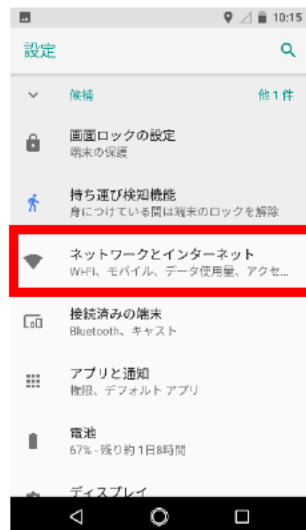 10:15
設定
候補 他 1 件
画面ロックの設定
端末の保護
持ち運び検知機能
身につけている間は端末のロックを解除
ネットワークとインターネット
Wi-Fi、モバイル、データ使用量、アクセ...
接続済みの端末
Bluetooth、キャスト
アプリと通知
権限、デフォルト アプリ
電池
67% - 残り約 1日8時間
ディスプレイ